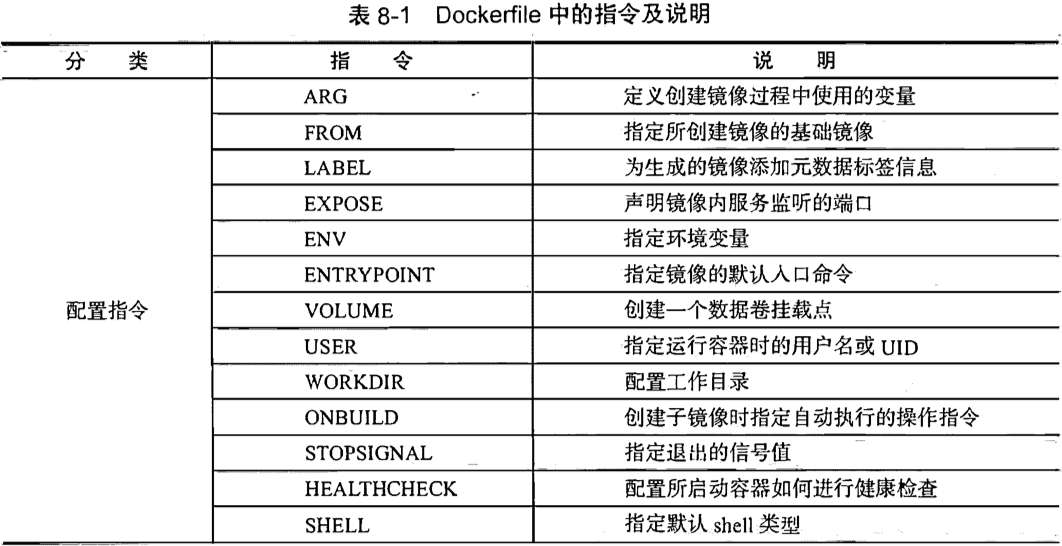 表 8-1 Dockerfile 中的指令及说明
分 类 指 令 说 明
ARG 定义创建镜像过程中使用的变量
FROM 指定所创建镜像的基础镜像
LABEL 为生成的镜像添加元数据标签信息
EXPOSE 声明镜像内服务监听的端口
ENV 指定环境变量
ENTRYPOINT 指定镜像的默认入口命令
配置指令 VOLUME 创建一个数据卷挂载点
USER 指定运行容器时的用户名或 UID
WORKDIR 配置工作目录
ONBUILD 创建子镜像时指定自动执行的操作指令
STOPSIGNAL 指定退出的信号值
HEALTHCHECK 配置所启动容器如何进行健康检查
SHELL 指定默认 shell 类型